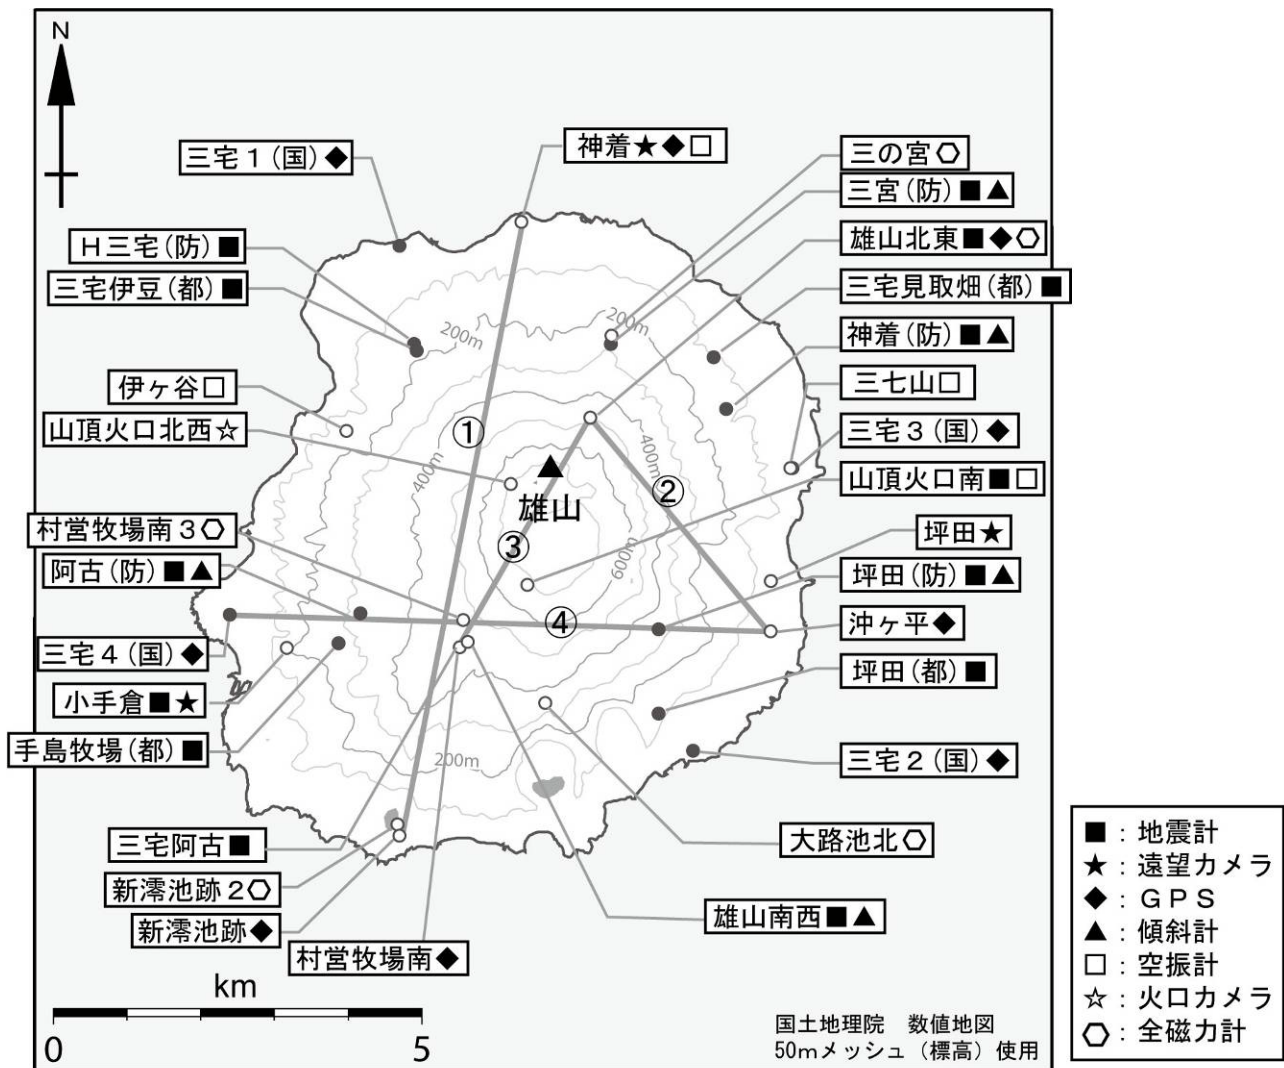 N
三宅１(国)◆
神着★◆□
三の宮⬡
三宮(防)■▲
Ｈ三宅(防)■
雄山北東■◆⬡
三宅伊豆(都)■
三宅見取畑(都)■
200m
200m
神着(防)■▲
伊ヶ谷□
三七山□
山頂火口北西☆
①
三宅３(国)◆
400m
400m
②
山頂火口南■□
雄山
村営牧場南３⬡
③
坪田★
600m
阿古(防)■▲
坪田(防)■▲
④
沖ヶ平◆
三宅４(国)◆
坪田(都)■
小手倉■★
手島牧場(都)■
200m
三宅２(国)◆
三宅阿古■
大路池北⬡
新澪池跡２⬡
雄山南西■▲
新澪池跡◆
村営牧場南◆
km
0 5
国土地理院　数値地図
50mメッシュ（標高）使用
■：地震計
★：遠望カメラ
◆：ＧＰＳ
▲：傾斜計
□：空振計
☆：火口カメラ
⬡：全磁力計